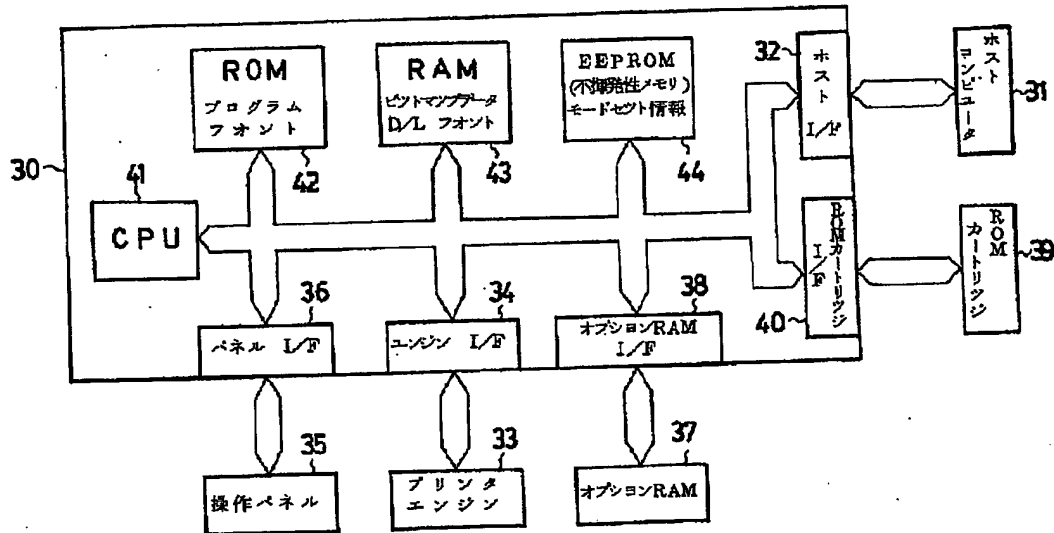 ROM
プログラム
フォント
RAM
ビットマップデータ
D/L フォント
EEPROM
(不揮発性メモリ)
モードセット情報
32
ホスト
I/F
ホスト
コンピュータ
31
30
41
42
43
44
CPU
ROMカートリッジ
I/F
40
ROM
カートリッジ
39
36
34
38
パネル I/F
エンジン I/F
オプションRAM
I/F
35
33
37
操作パネル
プリンタ
エンジン
オプションRAM